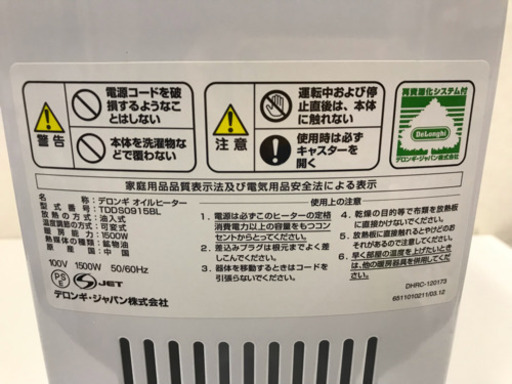 警告
電源コードを破
損するようなこ
とはしない
本体を洗濯物な
どで覆わない
注意
運転中および停
止直後は、本体
に触れない
使用時は必ず
キャスターを
開く
再資源化システム付
DeLonghi
デロンギ・ジャパン株式会社
家庭用品品質表示法及び電気用品安全法による表示
名称：デロンギ オイルヒーター
型番：TDDS0915BL
放熱の方式：油入式
温度調節の方式：可変式
消費電力：1500W
熱媒体の種類：鉱物油
原産国：中国
100V 1500W 50/60Hz
PSE JET
デロンギ・ジャパン株式会社
使用上の注意
1. 電源は必ずこのヒーターの定格
消費電力以上の容量をもつコン
セントからとってください。
2. 差込みプラグは根元までよく差
しこんでください。
3. 器体を移動するときはコードを
引張らないでください。
4. 乾燥の目的等で布類を放熱板
に直接かけないでください。
5. 放熱板に直接触れるとやけどのお
それがあるので注意してください。
6. 早く部屋の温度を上げたいとき
は、他の暖房器具を併用してくだ
さい。
DHRC-120173
6511010211/03.12